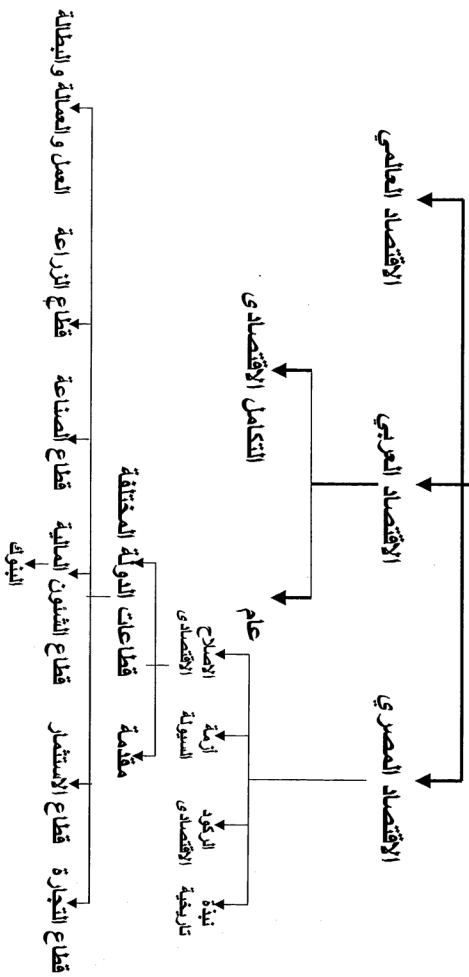 الاقتصاد المصري
الاقتصاد العربي
الاقتصاد العالمي
عام
التكامل الاقتصادى
نبذة
تاريخية
الركود
الاقتصادى
أزمة
السيولة
الاصلاح
الاقتصادى
مقدمة
قطاعات الدولة المختلفة
قطاع التجارة
قطاع الاستثمار
قطاع الشئون المالية
قطاع الصناعة
قطاع الزراعة
العمل والعمالة والبطالة
البنوك